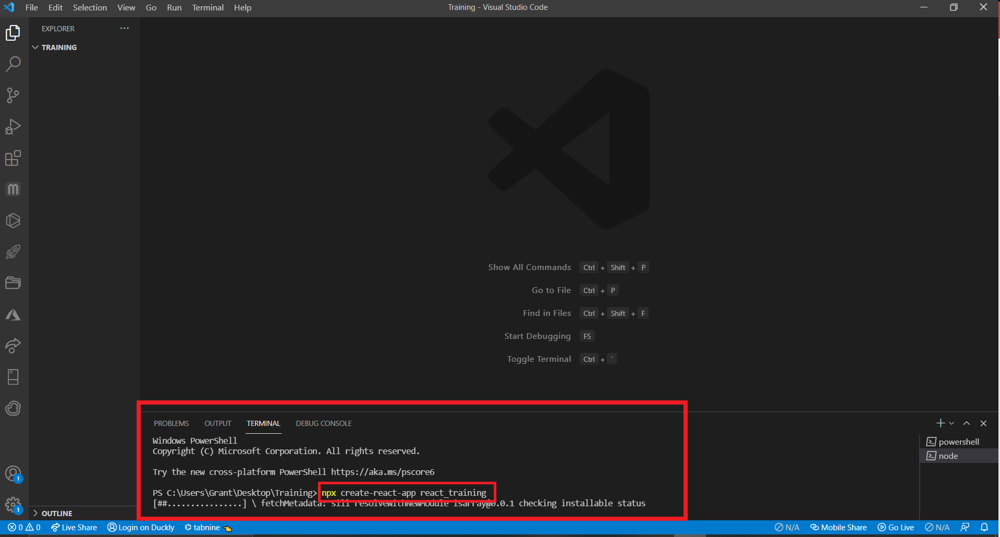 File Edit Selection View Go Run Terminal Help
Training - Visual Studio Code
EXPLORER
TRAINING
Show All Commands Ctrl + Shift + P
Go to File Ctrl + P
Find in Files Ctrl + Shift + F
Start Debugging F5
Toggle Terminal Ctrl + `
PROBLEMS OUTPUT TERMINAL DEBUG CONSOLE
Windows PowerShell
Copyright (C) Microsoft Corporation. All rights reserved.
Try the new cross-platform PowerShell https://aka.ms/pscore6
PS C:\Users\Grant\Desktop\Training> npx create-react-app react_training
[##................] \ fetchMetadata: sill resolveWithNewModule isarray@0.0.1 checking installable status
powershell
node
1
1
OUTLINE
0 0 Live Share Login on Duckly tabnine
N/A Mobile Share Go Live N/A